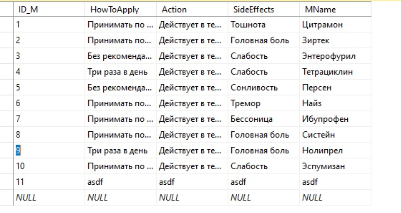 ID_M HowToApply Action SideEffects MName
1 Принимать по ... Действует в те... Тошнота Цитрамон
2 Принимать по ... Действует в те... Головная боль Зиртек
3 Без рекоменда... Действует в те... Слабость Энтерофурил
4 Три раза в день Действует в те... Слабость Тетрациклин
5 Без рекоменда... Действует в те... Сонливость Персен
6 Принимать по ... Действует в те... Тремор Найз
7 Принимать по ... Действует в те... Бессоница Ибупрофен
8 Принимать по ... Действует в те... Головная боль Систейн
9 Три раза в день Действует в те... Головная боль Нолипрел
10 Принимать по ... Действует в те... Слабость Эспумизан
11 asdf asdf asdf asdf
NULL NULL NULL NULL NULL